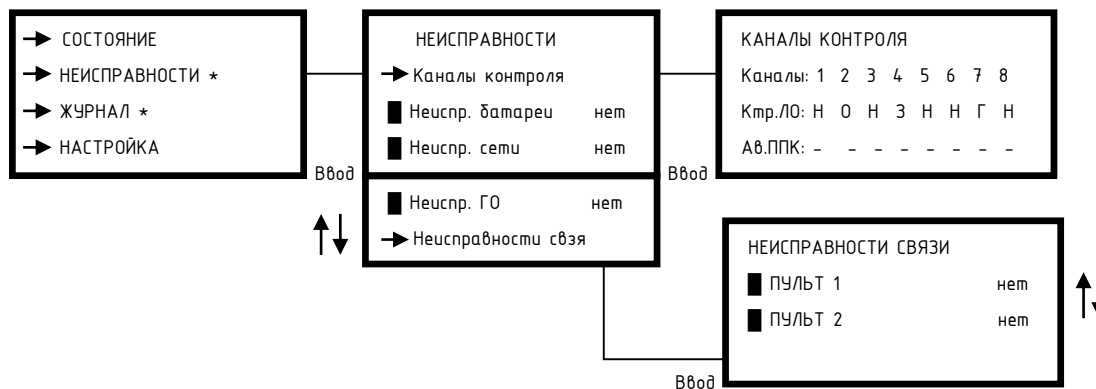 СОСТОЯНИЕ
НЕИСПРАВНОСТИ *
ЖУРНАЛ *
НАСТРОЙКА
Ввод
НЕИСПРАВНОСТИ
Каналы контроля
Неиспр. батареи нет
Неиспр. сети нет
Неиспр. ГО нет
Неисправности свзя
Ввод
КАНАЛЫ КОНТРОЛЯ
Каналы: 1 2 3 4 5 6 7 8
Ктр.ЛО: Н О Н З Н Н Г Н
Ав.ППК: - - - - - - - -
НЕИСПРАВНОСТИ СВЯЗИ
ПУЛЬТ 1 нет
ПУЛЬТ 2 нет
Ввод